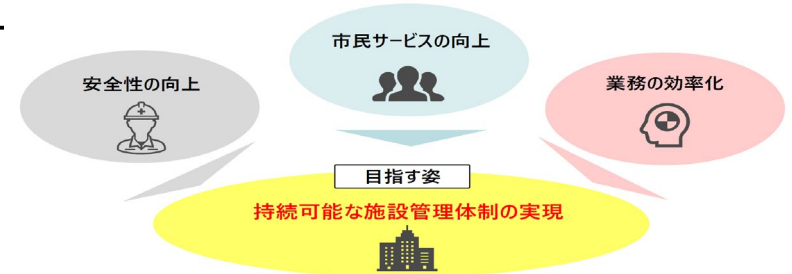 市民サービスの向上
安全性の向上
業務の効率化
目指す姿
持続可能な施設管理体制の実現